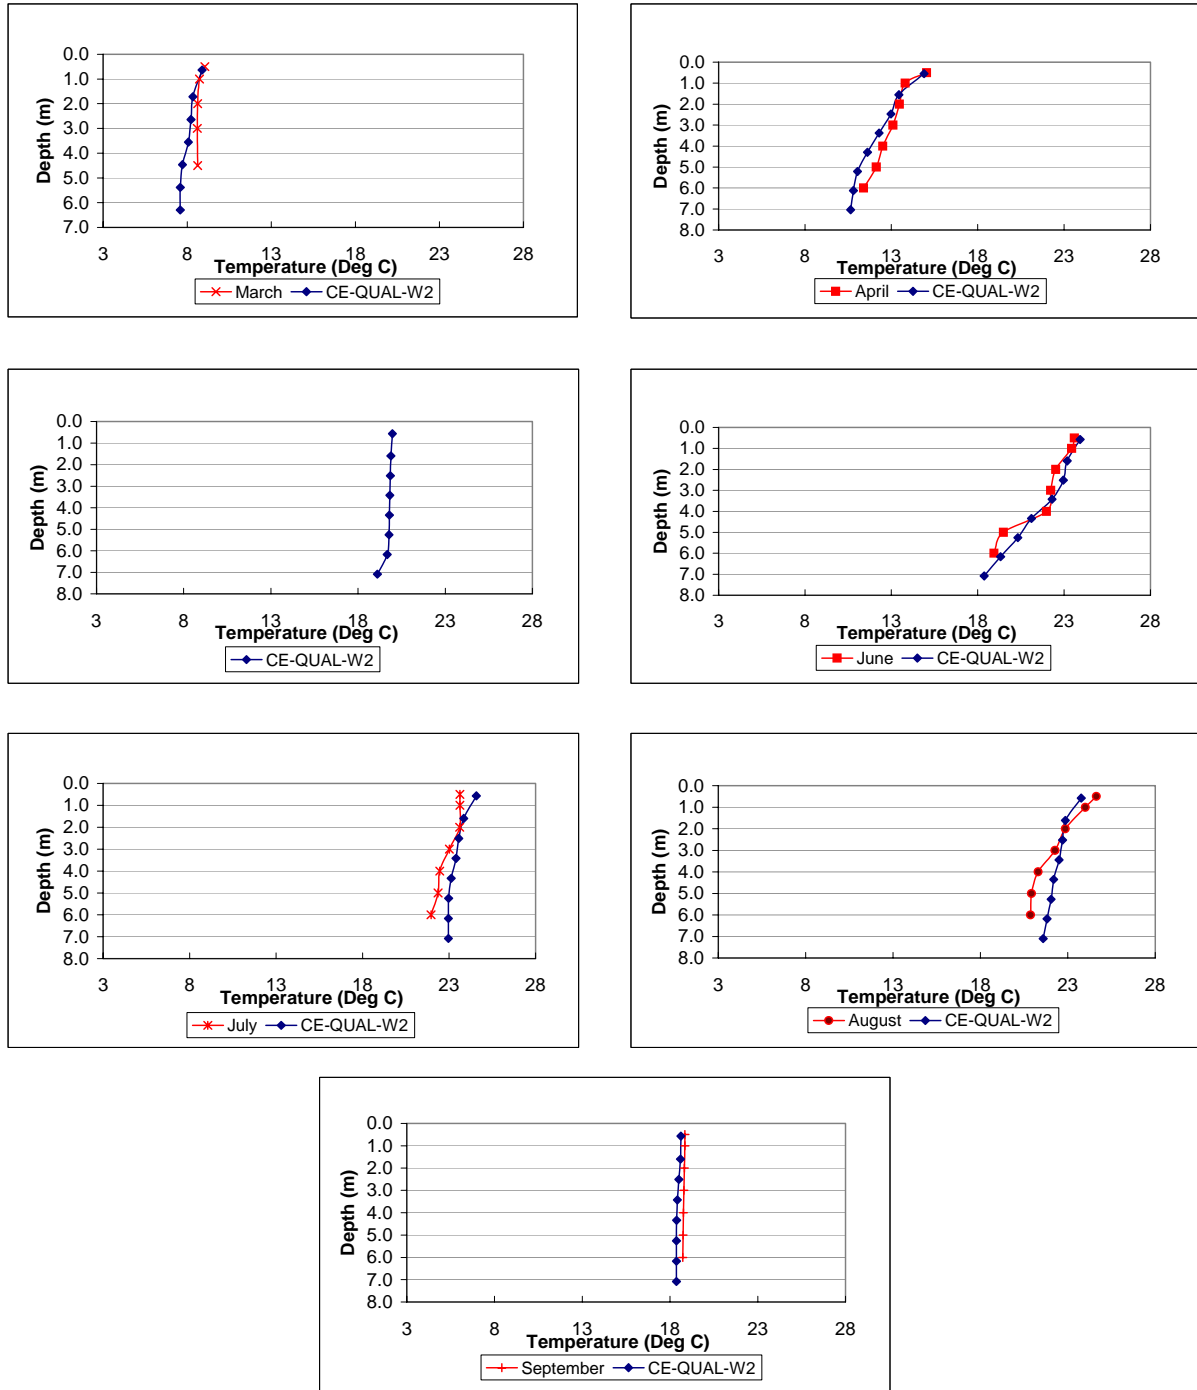 0.0
1.0
2.0
3.0
4.0
5.0
6.0
7.0
Depth (m)
3 8 13 18 23 28
Temperature (Deg C)
March CE-QUAL-W2
0.0
1.0
2.0
3.0
4.0
5.0
6.0
7.0
8.0
Depth (m)
3 8 13 18 23 28
Temperature (Deg C)
April CE-QUAL-W2
0.0
1.0
2.0
3.0
4.0
5.0
6.0
7.0
8.0
Depth (m)
3 8 13 18 23 28
Temperature (Deg C)
CE-QUAL-W2
0.0
1.0
2.0
3.0
4.0
5.0
6.0
7.0
8.0
Depth (m)
3 8 13 18 23 28
Temperature (Deg C)
June CE-QUAL-W2
0.0
1.0
2.0
3.0
4.0
5.0
6.0
7.0
8.0
Depth (m)
3 8 13 18 23 28
Temperature (Deg C)
July CE-QUAL-W2
0.0
1.0
2.0
3.0
4.0
5.0
6.0
7.0
8.0
Depth (m)
3 8 13 18 23 28
Temperature (Deg C)
August CE-QUAL-W2
0.0
1.0
2.0
3.0
4.0
5.0
6.0
7.0
8.0
Depth (m)
3 8 13 18 23 28
Temperature (Deg C)
September CE-QUAL-W2